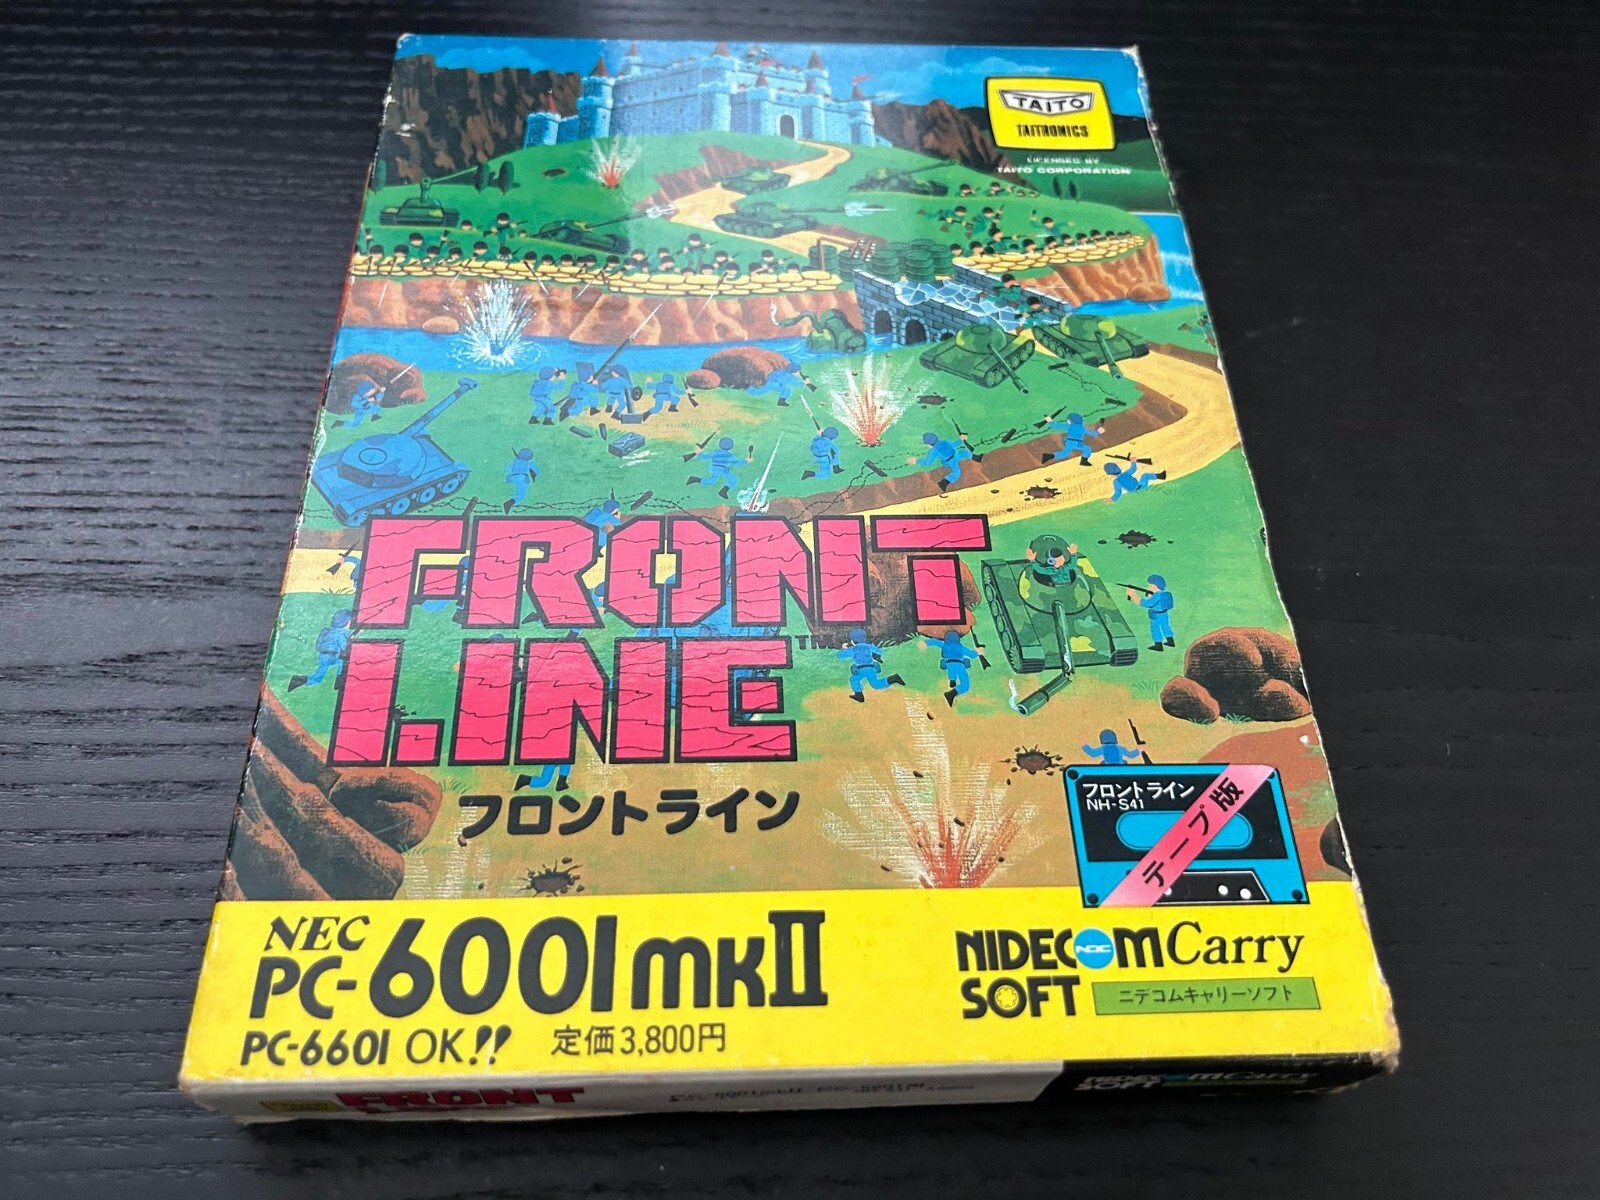 TAITO
TAITRONICS
LICENSED BY
TAITO CORPORATION
FRONT
LINE™
フロントライン
フロントライン
NH-S41
テープ版
NEC
PC-6001mkII
PC-6601 OK!!
定価3,800円
NIDECOM Carry
NDC
SOFT
ニデコムキャリーソフト
FRONT